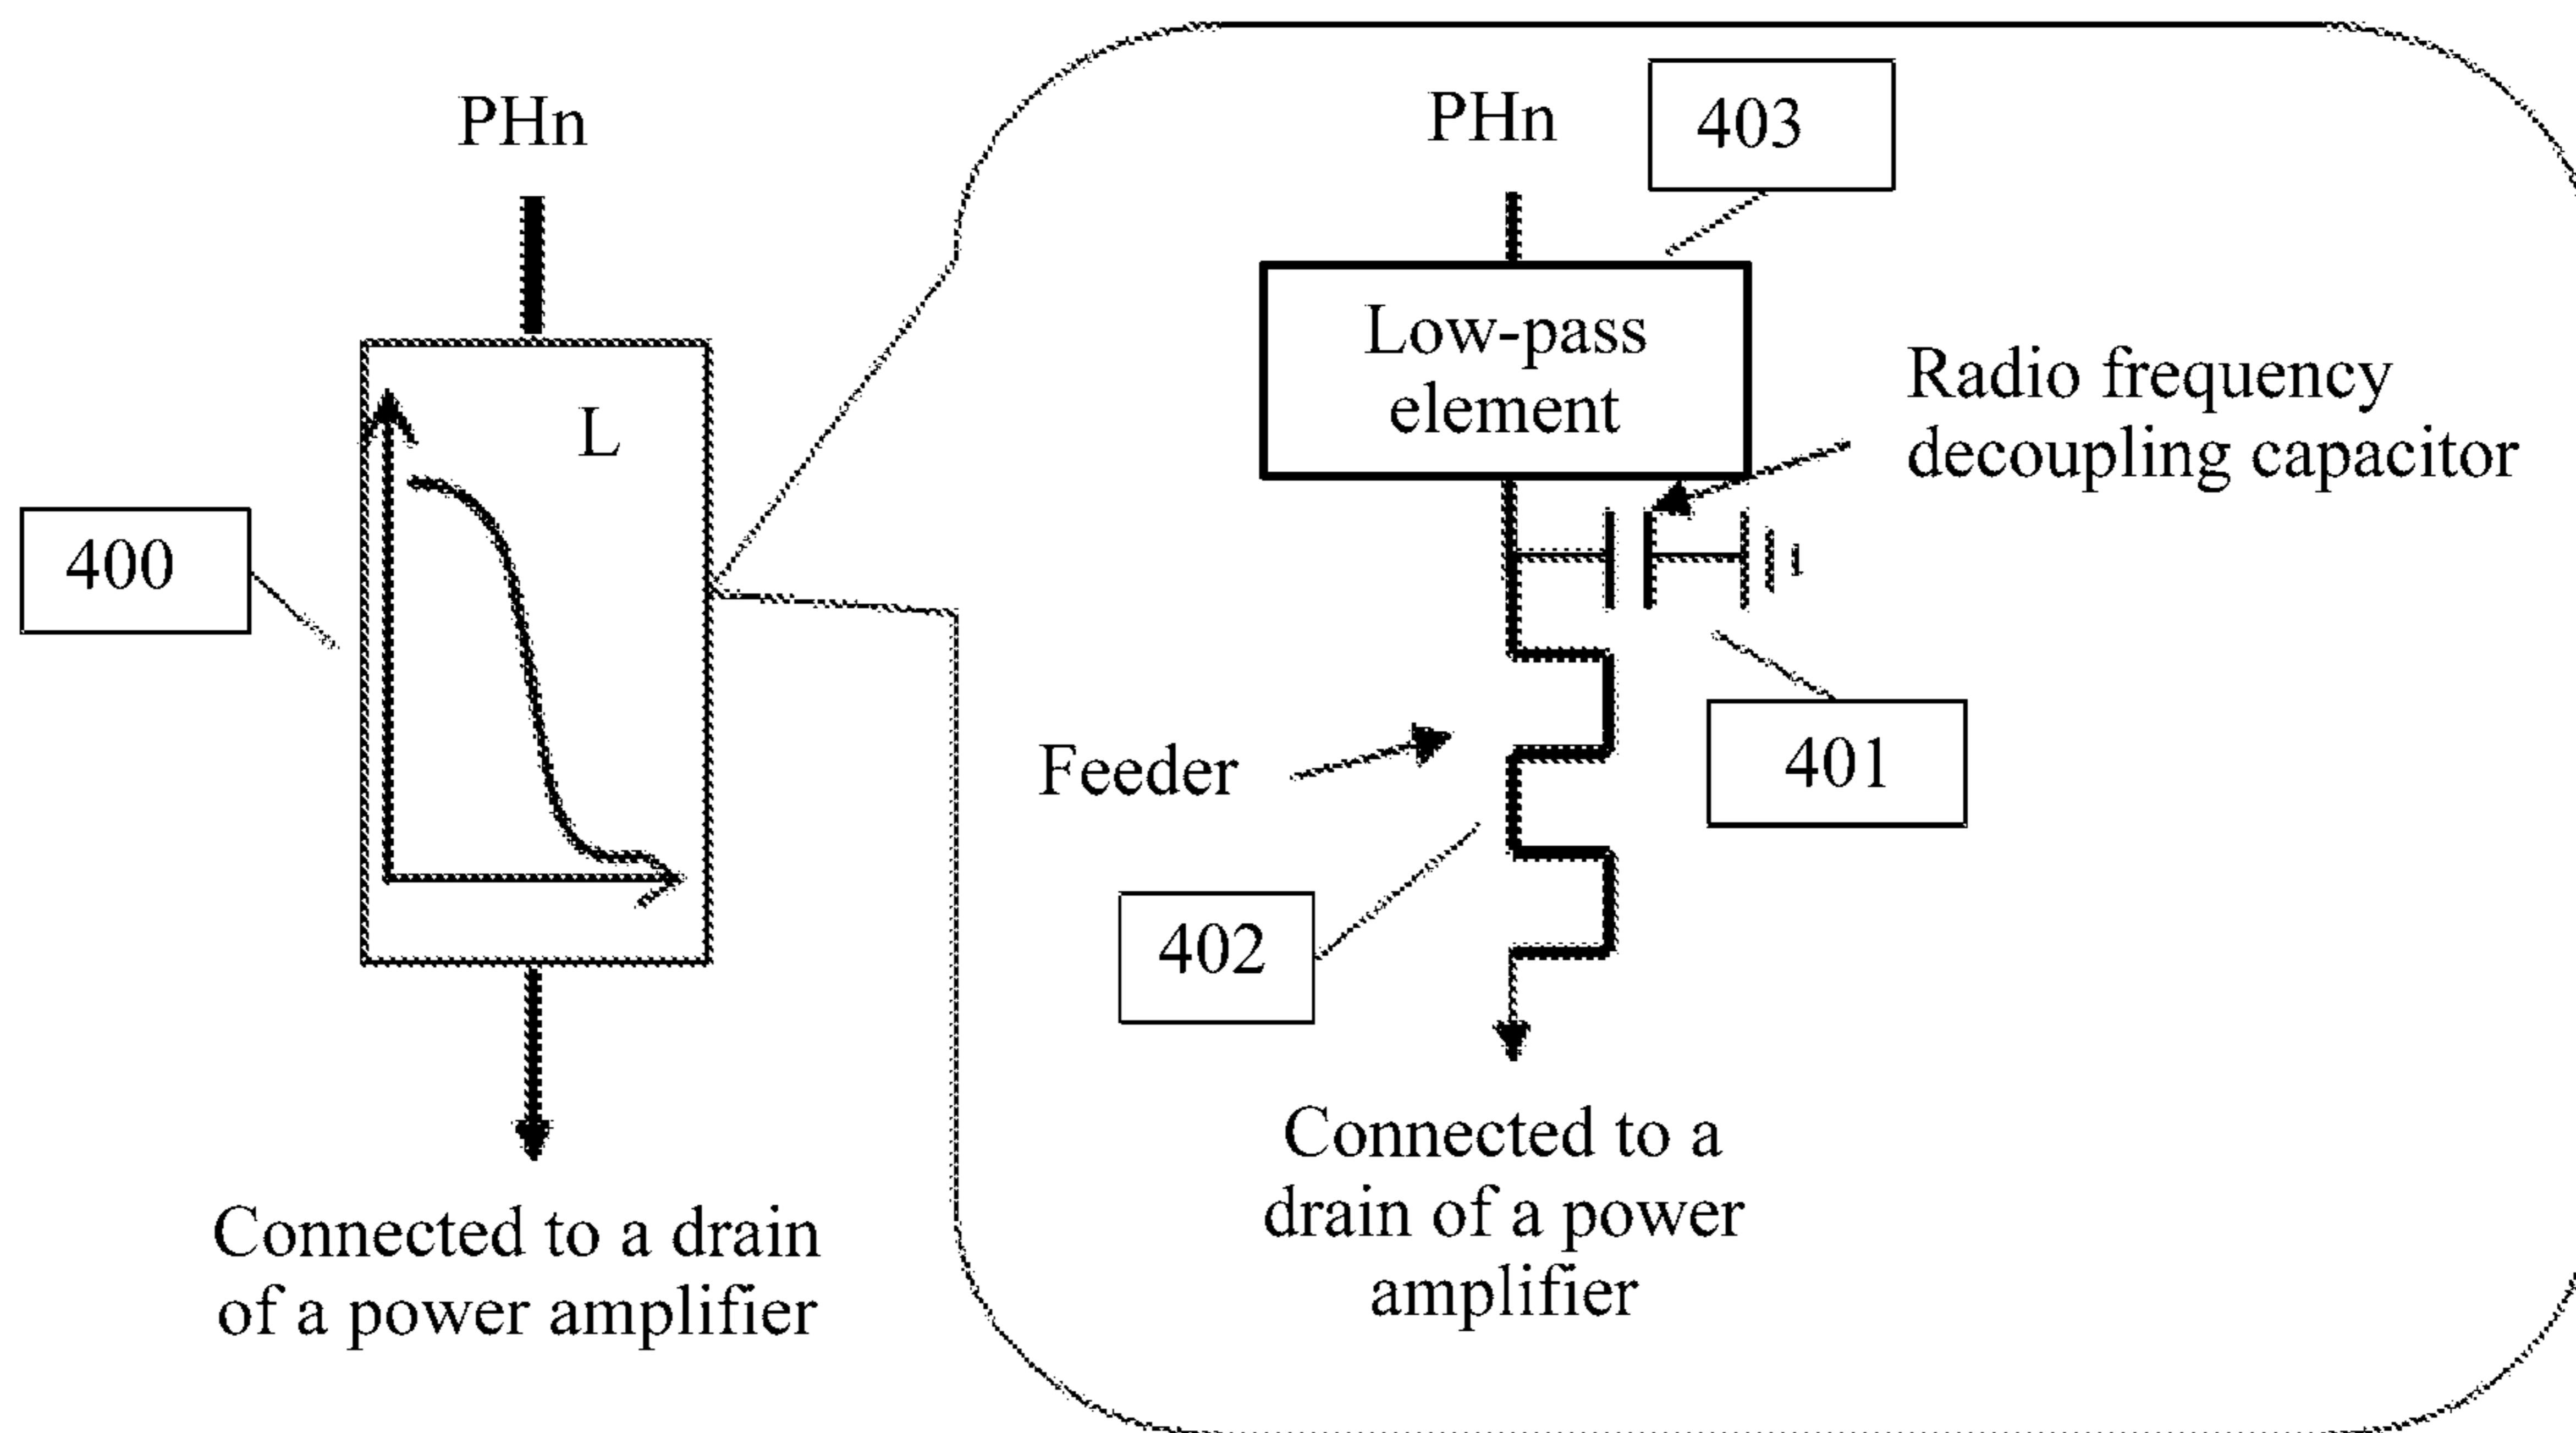 PHn
L
400
Connected to a drain
of a power amplifier
PHn
403
Low-pass
element
Radio frequency
decoupling capacitor
Feeder
401
402
Connected to a
drain of a power
amplifier